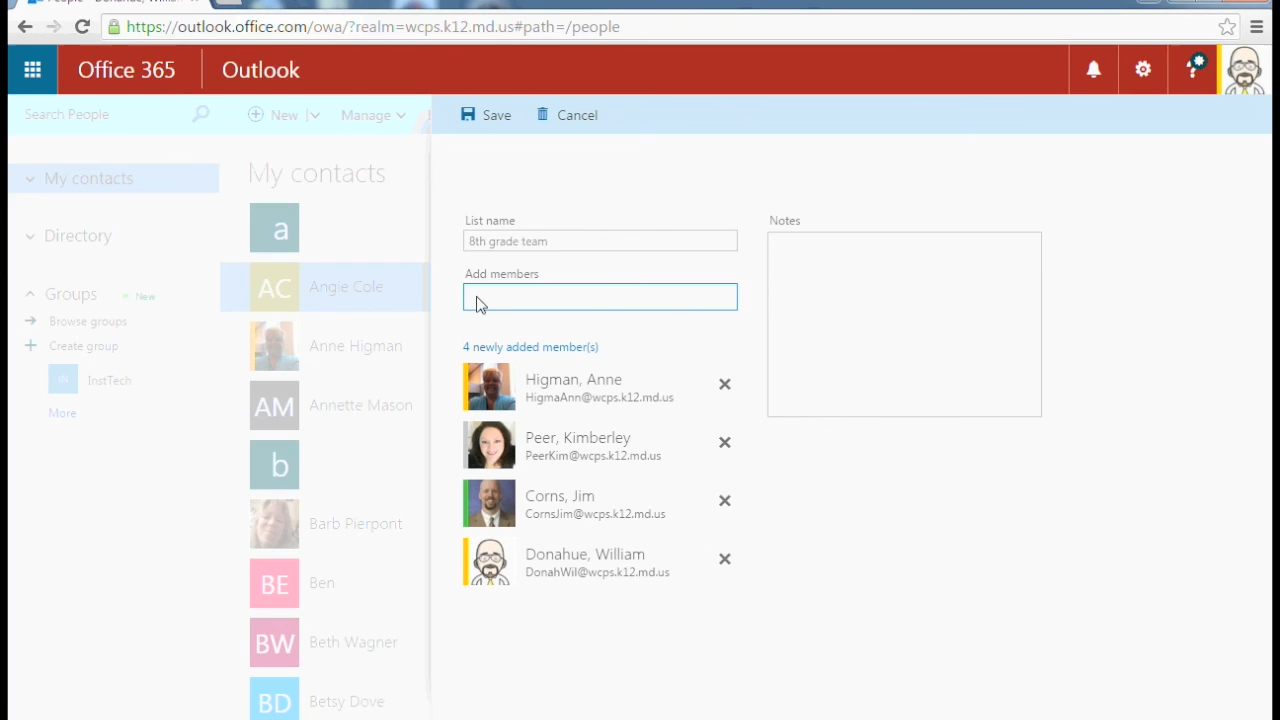 People - Donahue, Willi
https://outlook.office.com/owa/?realm=wcps.k12.md.us#path=/people
Office 365
Outlook
?
Search People
New
Manage
Save
Cancel
My contacts
Directory
Groups
New
Browse groups
Create group
IN
InstTech
More
My contacts
a
AC
Angie Cole
Anne Higman
AM
Annette Mason
b
Barb Pierpont
BE
Ben
BW
Beth Wagner
BD
Betsy Dove
List name
8th grade team
Add members
4 newly added member(s)
Higman, Anne
HigmaAnn@wcps.k12.md.us
Peer, Kimberley
PeerKim@wcps.k12.md.us
Corns, Jim
CornsJim@wcps.k12.md.us
Donahue, William
DonahWil@wcps.k12.md.us
Notes